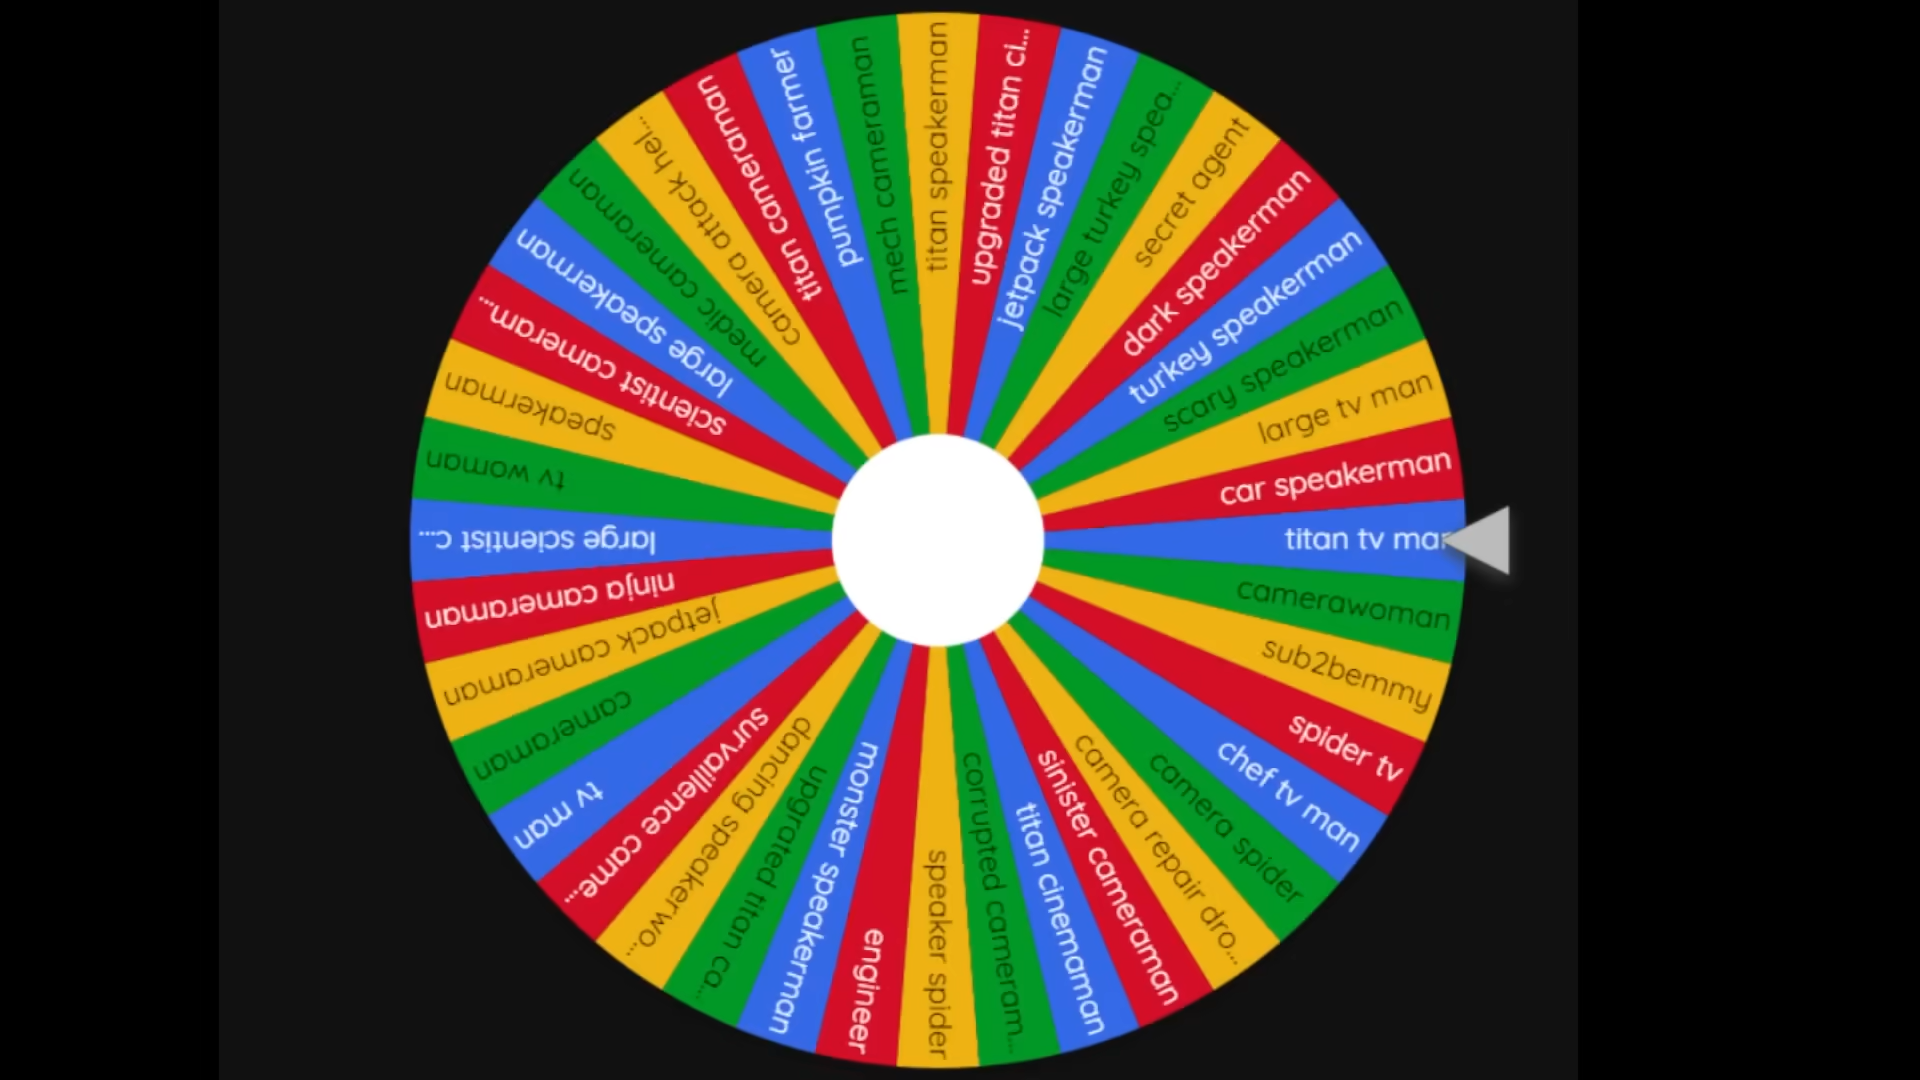 titan tv mar
camerawoman
sub2bemmy
spider tv
chef tv man
camera spider
camera repair dro...
sinister cameraman
titan cinemaman
corrupted cameram...
speaker spider
engineer
monster speakerman
upgrated titan ca...
dancing speakerwo...
survaillence came...
tv man
cameraman
jetpack cameraman
ninja cameraman
large scientist c...
tv woman
speakerman
scientist cameram...
large speakerman
medic cameraman
camera attack hel...
titan cameraman
pumpkin farmer
mech cameraman
titan speakerman
upgraded titan ci...
jetpack speakerman
large turkey spea...
secret agent
dark speakerman
turkey speakerman
scary speakerman
large tv man
car speakerman